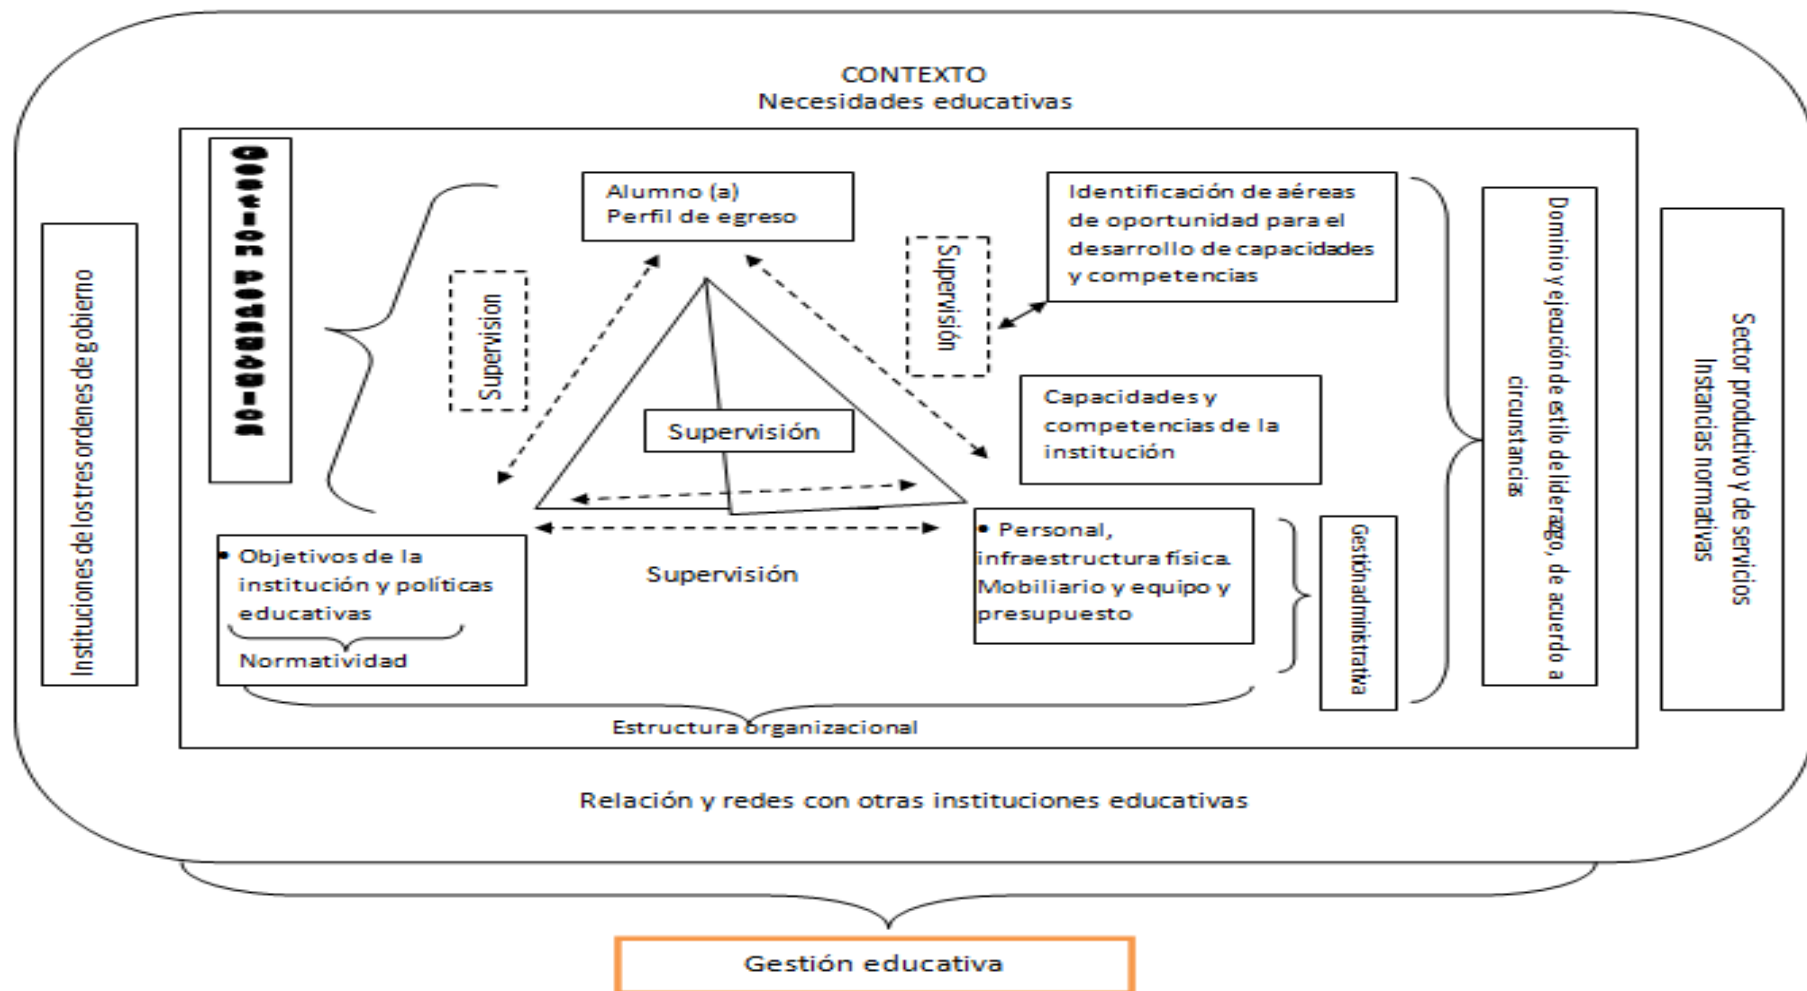 CONTEXTO
Necesidades educativas
Instituciones de los tres ordenes de gobierno
Supervision
Alumno (a)
Perfil de egreso
Supervisión
Identificación de aéreas
de oportunidad para el
desarrollo de capacidades
y competencias
Supervisión
Capacidades y
competencias de la
institución
Dominio y ejecución de estilo de liderazgo, de acuerdo a
circunstancias
Sector productivo y de servicios
Instancias normativas
• Objetivos de la
institución y políticas
educativas
Normatividad
Supervisión
• Personal,
infraestructura física.
Mobiliario y equipo y
presupuesto
Gestión administrativa
Estructura organizacional
Relación y redes con otras instituciones educativas
Gestión educativa